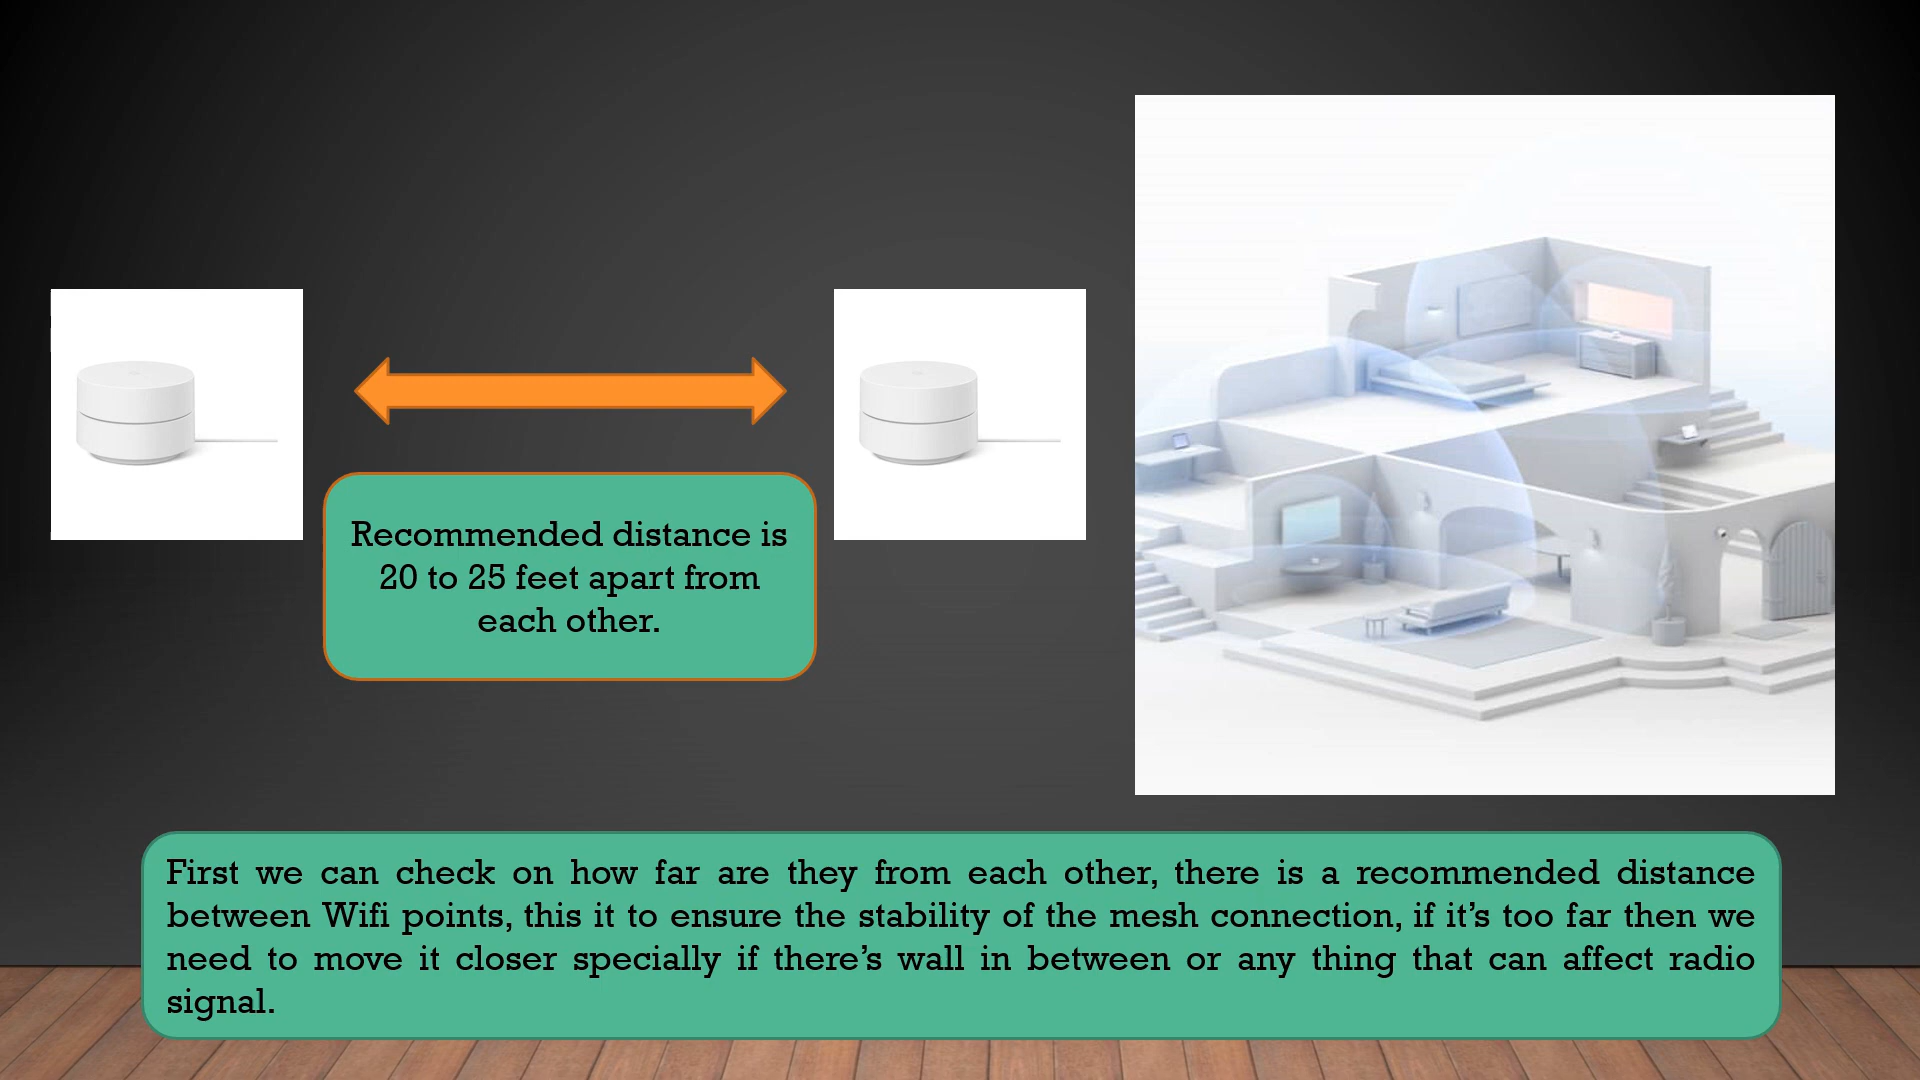 Recommended distance is
20 to 25 feet apart from
each other.
First we can check on how far are they from each other, there is a recommended distance
between Wifi points, this it to ensure the stability of the mesh connection, if it’s too far then we
need to move it closer specially if there’s wall in between or any thing that can affect radio
signal.